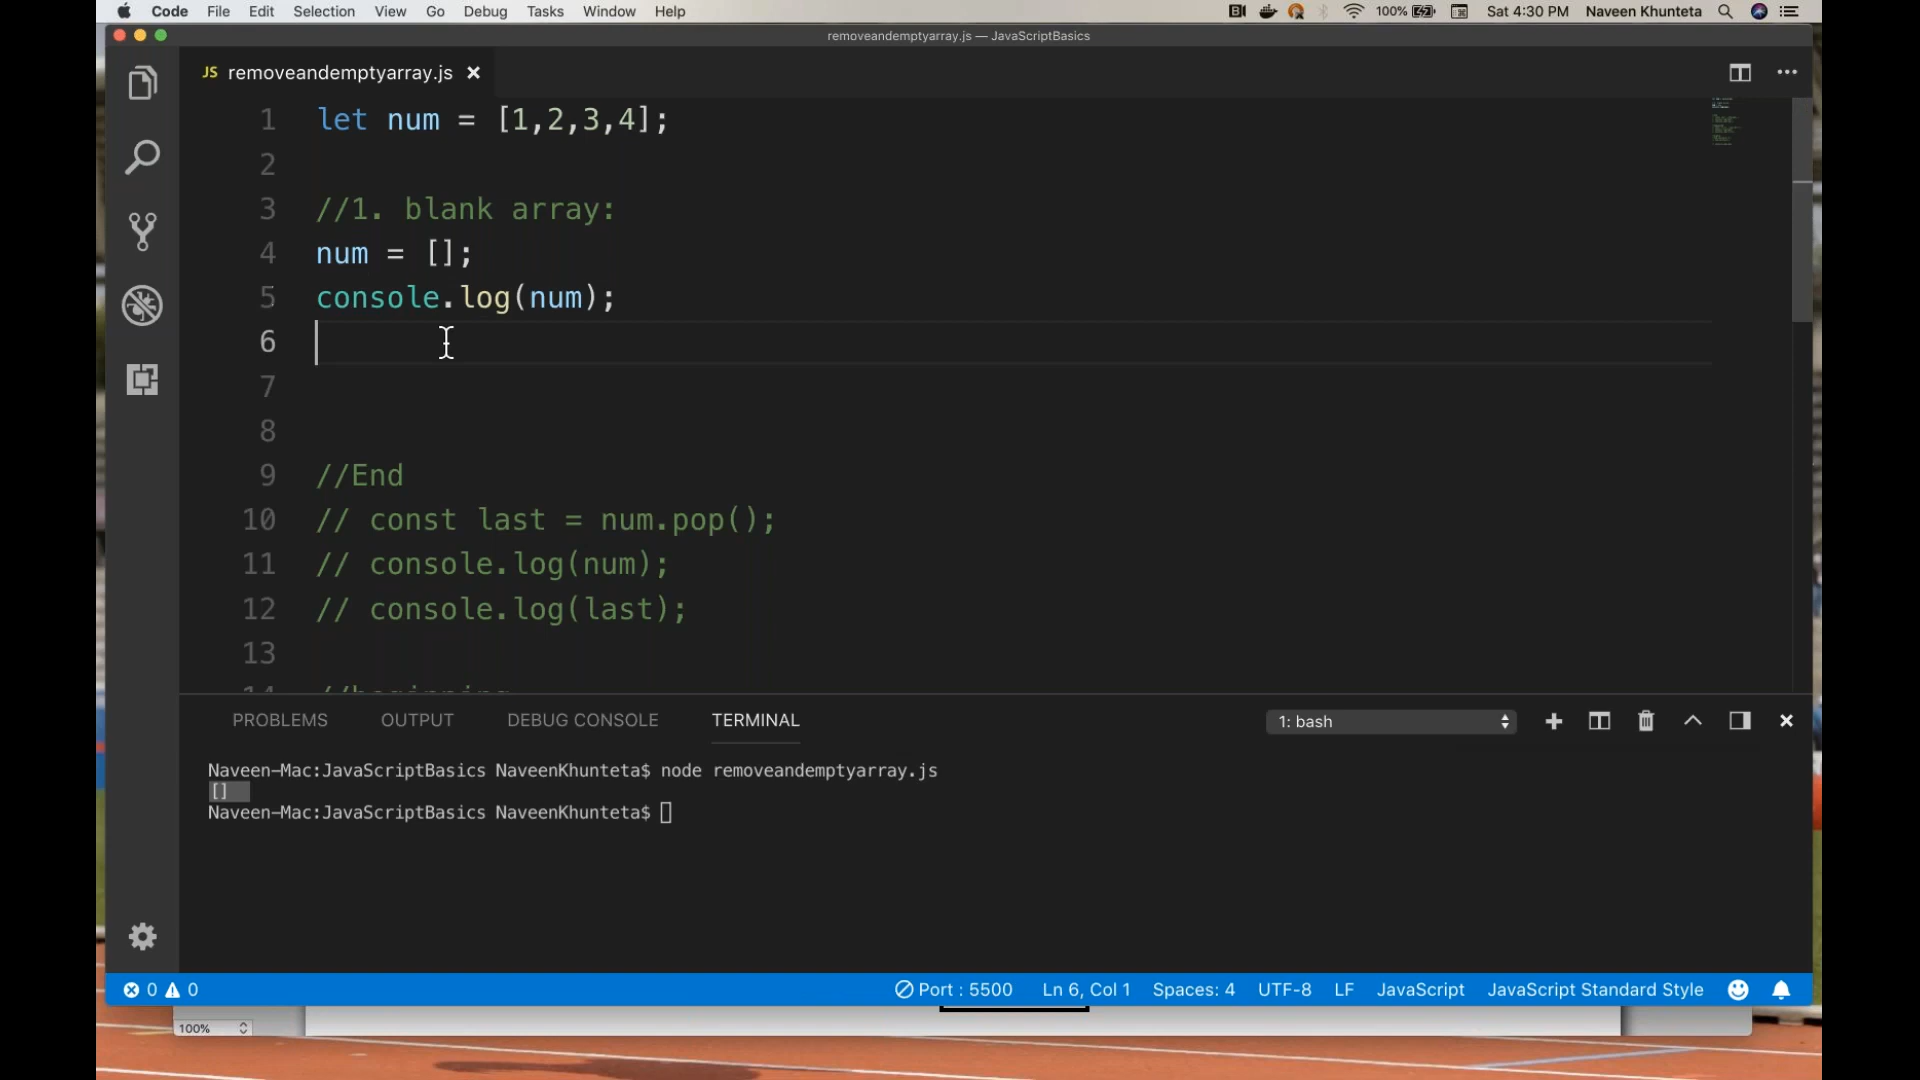 Code File Edit Selection View Go Debug Tasks Window Help 100% Sat 4:30 PM Naveen Khunteta
removeandemptyarray.js — JavaScriptBasics
JS removeandemptyarray.js
1 let num = [1,2,3,4];
2
3 //1. blank array:
4 num = [];
5 console.log(num);
6
7
8
9 //End
10 // const last = num.pop();
11 // console.log(num);
12 // console.log(last);
13
14 //beginning
PROBLEMS OUTPUT DEBUG CONSOLE TERMINAL 1: bash
Naveen-Mac:JavaScriptBasics NaveenKhunteta$ node removeandemptyarray.js
[]
Naveen-Mac:JavaScriptBasics NaveenKhunteta$
0 0 Port : 5500 Ln 6, Col 1 Spaces: 4 UTF-8 LF JavaScript JavaScript Standard Style
100%